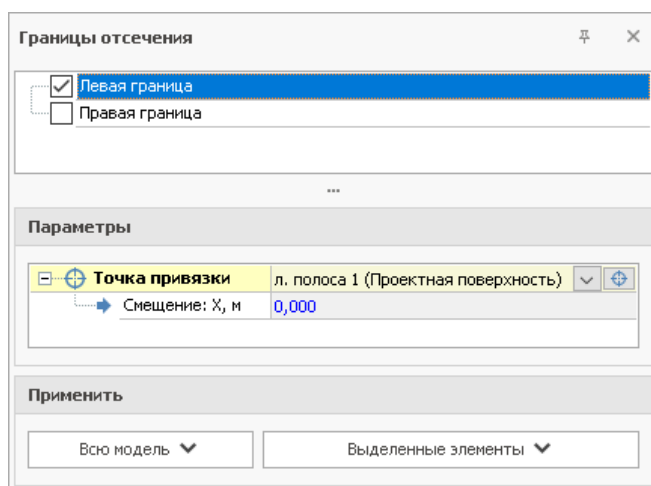 Границы отсечения
Левая граница
Правая граница
Параметры
Точка привязки л. полоса 1 (Проектная поверхность)
Смещение: X, м 0,000
Применить
Всю модель Выделенные элементы